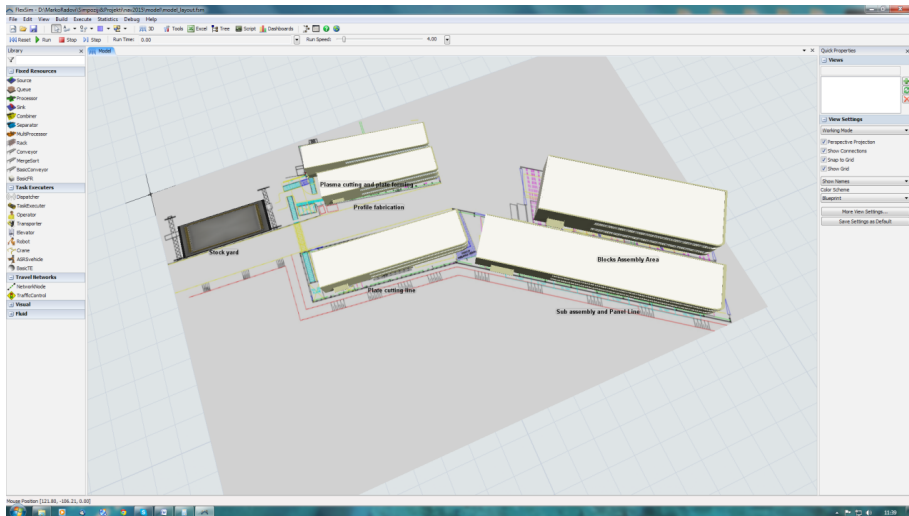 FlexSim - D:\MarkoRadovi\Simpoziji&Projekti\nav2015\model\model_layout.fsm
File Edit View Build Execute Statistics Debug Help
3D Tools Excel Tree Script Dashboards
Reset Run Stop Step Run Time: 0.00 Run Speed: 4.00
Library
Model
Fixed Resources
Source
Queue
Processor
Sink
Combiner
Separator
MultiProcessor
Rack
Conveyor
MergeSort
BasicConveyor
BasicFR
Task Executers
Dispatcher
TaskExecuter
Operator
Transporter
Elevator
Robot
Crane
ASRSvehicle
BasicTE
Travel Networks
NetworkNode
TrafficControl
Visual
Fluid
Plasma cutting and plate forming
Profile fabrication
Stock yard
Plate cutting line
Blocks Assembly Area
Sub assembly and Panel-Line
Quick Properties
Views
View Settings
Working Mode
Perspective Projection
Show Connections
Snap to Grid
Show Grid
Show Names
Color Scheme
Blueprint
More View Settings...
Save Settings as Default
Mouse Position [121.80, -106.21, 0.00]
11:39